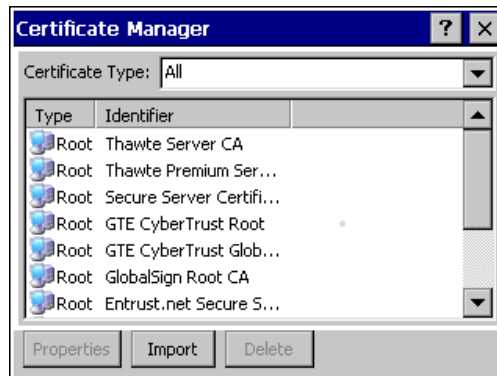 Certificate Manager ? ×
Certificate Type: All
Type Identifier
Root Thawte Server CA
Root Thawte Premium Ser...
Root Secure Server Certifi...
Root GTE CyberTrust Root
Root GTE CyberTrust Glob...
Root GlobalSign Root CA
Root Entrust.net Secure S...
Properties Import Delete